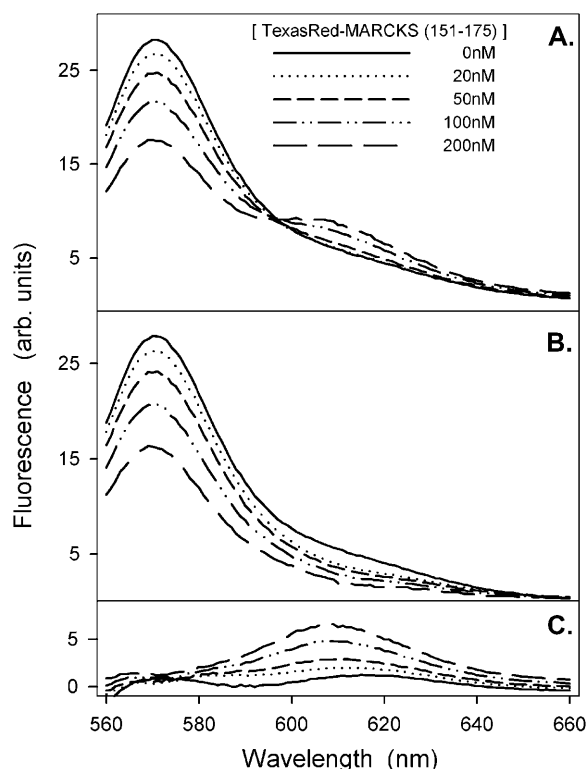 [ TexasRed-MARCKS (151-175) ]
A.
0nM
20nM
50nM
100nM
200nM
25
15
5
B.
25
15
5
C.
5
0
560 580 600 620 640 660
Fluorescence (arb. units)
Wavelength (nm)